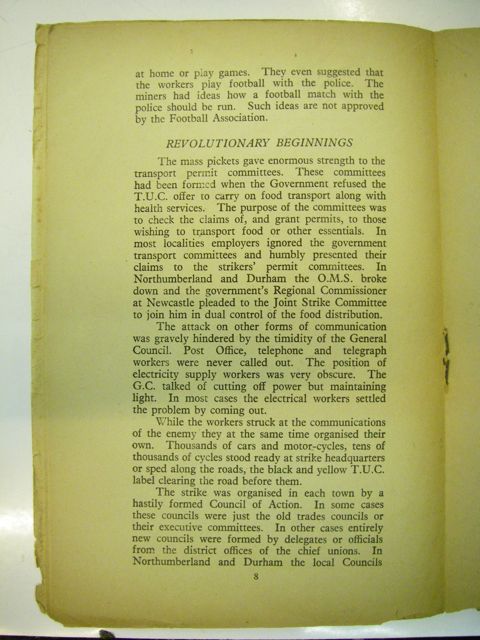 at home or play games. They even suggested that
the workers play football with the police. The
miners had ideas how a football match with the
police should be run. Such ideas are not approved
by the Football Association.
REVOLUTIONARY BEGINNINGS
The mass pickets gave enormous strength to the
transport permit committees. These committees
had been formed when the Government refused the
T.U.C. offer to carry on food transport along with
health services. The purpose of the committees was
to check the claims of, and grant permits, to those
wishing to transport food or other essentials. In
most localities employers ignored the government
transport committees and humbly presented their
claims to the strikers' permit committees. In
Northumberland and Durham the O.M.S. broke
down and the government's Regional Commissioner
at Newcastle pleaded to the Joint Strike Committee
to join him in dual control of the food distribution.
The attack on other forms of communication
was gravely hindered by the timidity of the General
Council. Post Office, telephone and telegraph
workers were never called out. The position of
electricity supply workers was very obscure. The
G.C. talked of cutting off power but maintaining
light. In most cases the electrical workers settled
the problem by coming out.
While the workers struck at the communications
of the enemy they at the same time organised their
own. Thousands of cars and motor-cycles, tens of
thousands of cycles stood ready at strike headquarters
or sped along the roads, the black and yellow T.U.C.
label clearing the road before them.
The strike was organised in each town by a
hastily formed Council of Action. In some cases
these councils were just the old trades councils or
their executive committees. In other cases entirely
new councils were formed by delegates or officials
from the district offices of the chief unions. In
Northumberland and Durham the local Councils
8